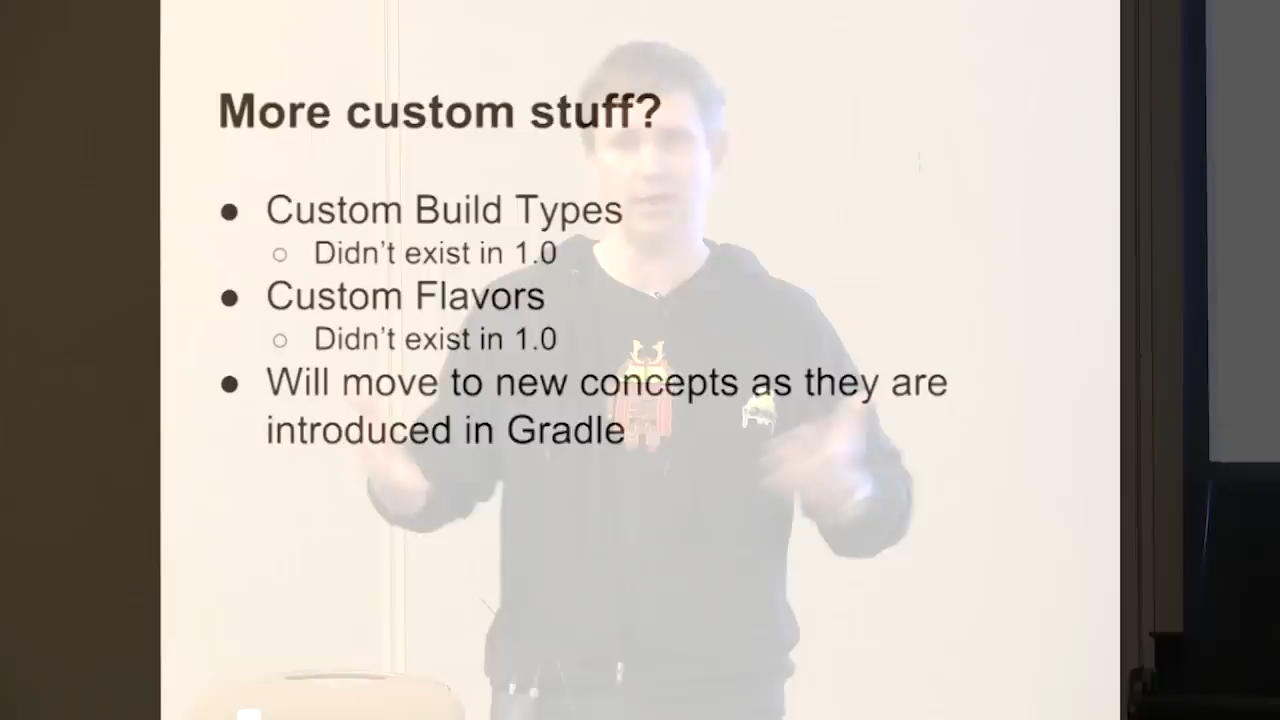 More custom stuff?
● Custom Build Types
○ Didn't exist in 1.0
● Custom Flavors
○ Didn't exist in 1.0
● Will move to new concepts as they are
introduced in Gradle